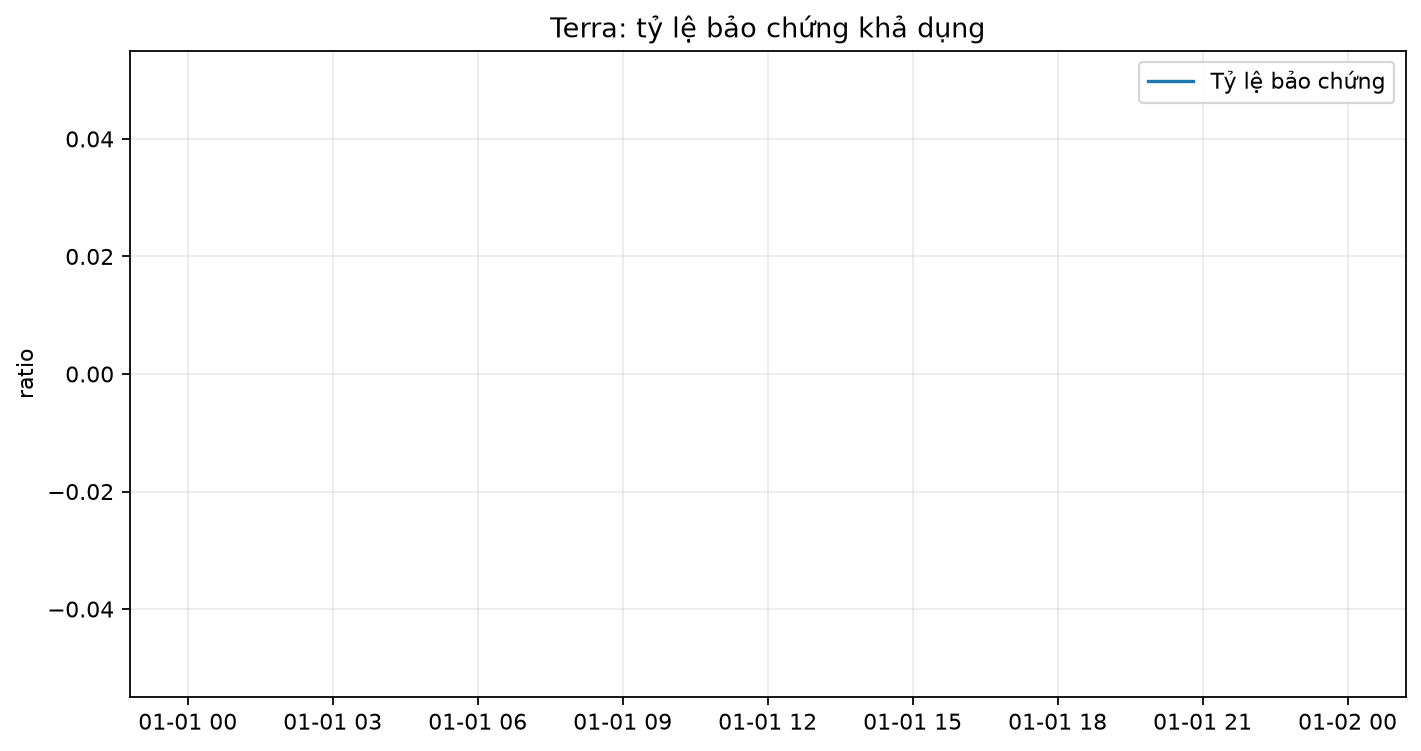 Terra: tỷ lệ bảo chứng khả dụng
Tỷ lệ bảo chứng
0.04
0.02
0.00
−0.02
−0.04
ratio
01-01 00 01-01 03 01-01 06 01-01 09 01-01 12 01-01 15 01-01 18 01-01 21 01-02 00